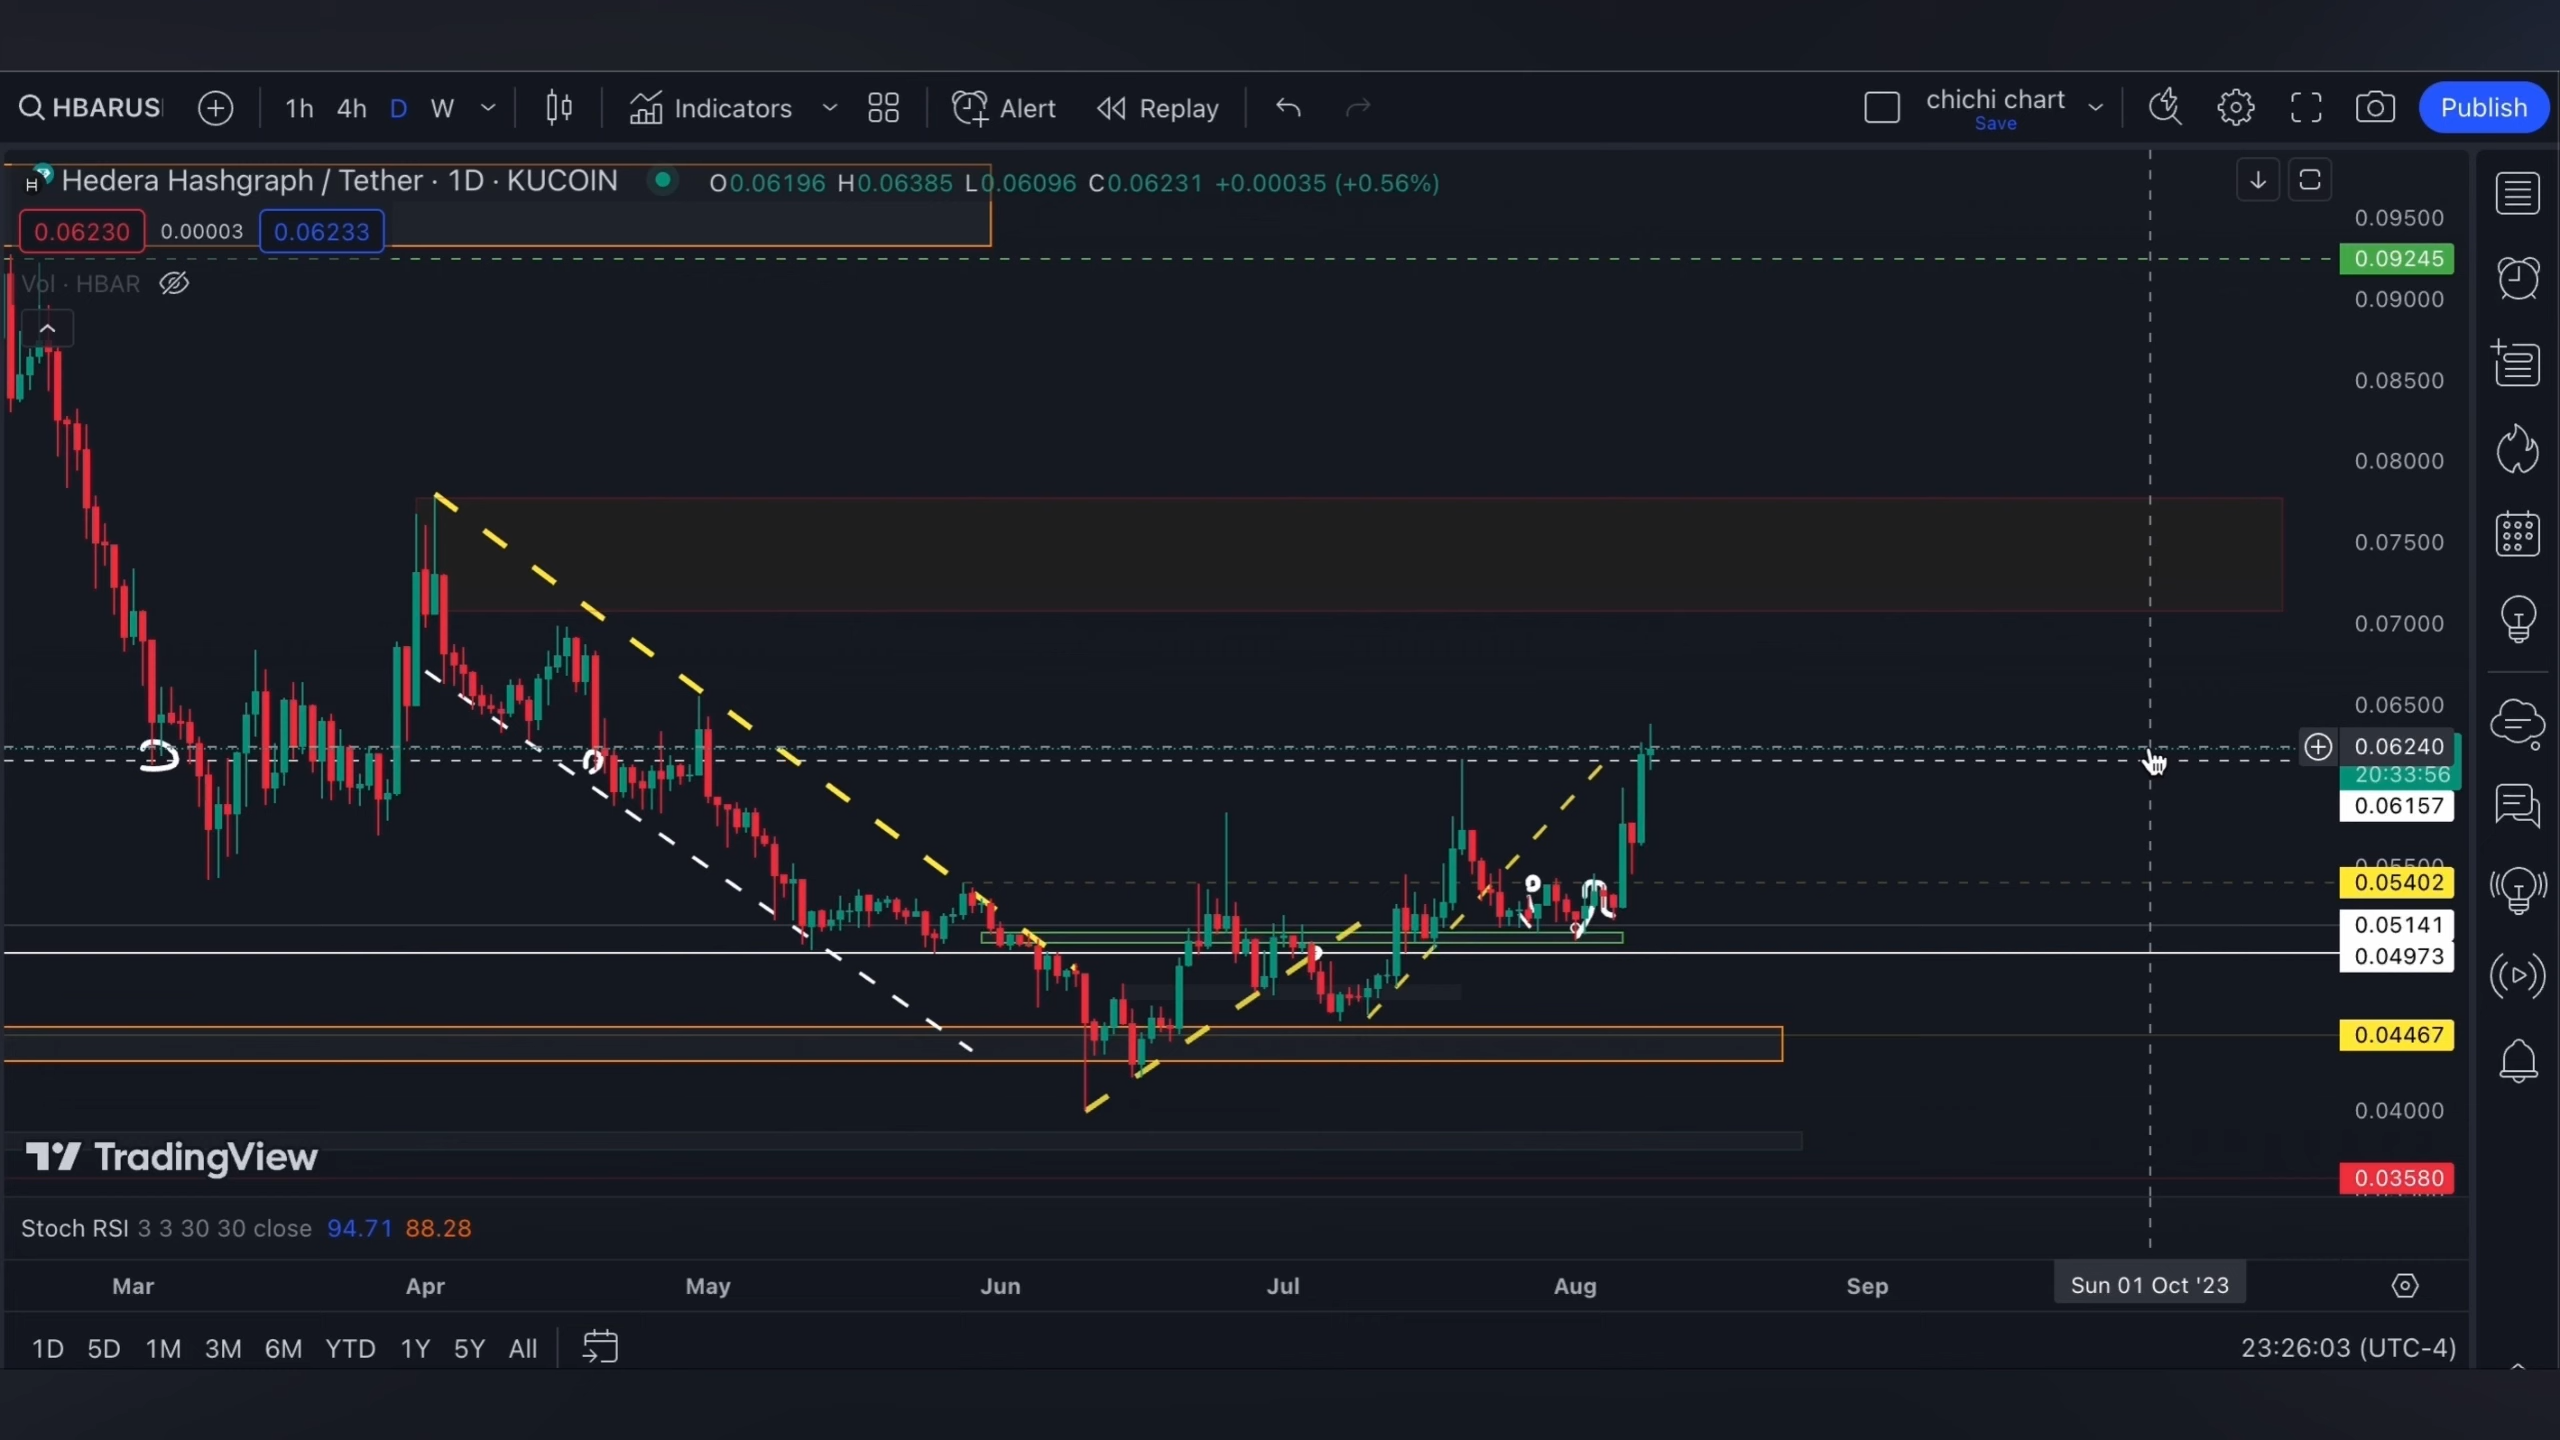 HBARUS
1h 4h D W Indicators Alert Replay
chichi chart
Save
Publish
Hedera Hashgraph / Tether · 1D · KUCOIN O0.06196 H0.06385 L0.06096 C0.06231 +0.00035 (+0.56%)
0.06230 0.00003 0.06233
Vol · HBAR
0.09500
0.09245
0.09000
0.08500
0.08000
0.07500
0.07000
0.06500
0.06240
20:33:56
0.06157
0.05500
0.05402
0.05141
0.04973
0.04467
0.04000
0.03580
TradingView
Stoch RSI 3 3 30 30 close 94.71 88.28
Mar Apr May Jun Jul Aug Sep Sun 01 Oct '23
1D 5D 1M 3M 6M YTD 1Y 5Y All
23:26:03 (UTC-4)